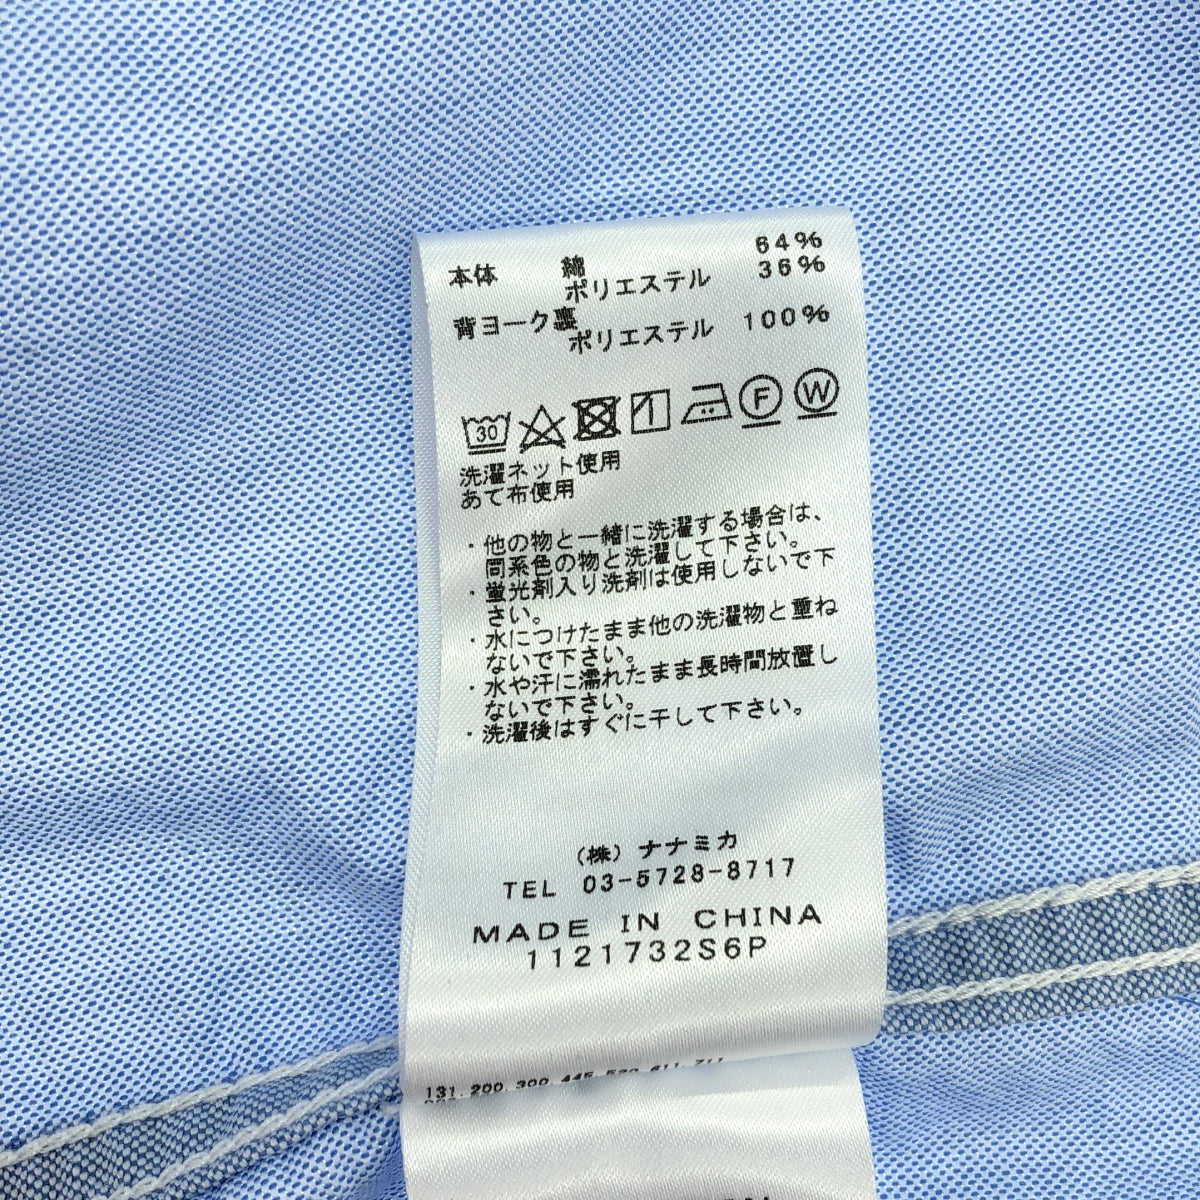 本体 綿 64%
ポリエステル 36%
背ヨーク裏
ポリエステル 100%
30 F W
洗濯ネット使用
あて布使用
・他の物と一緒に洗濯する場合は、
同系色の物と洗濯して下さい。
・蛍光剤入り洗剤は使用しないで下
さい。
・水につけたまま他の洗濯物と重ね
ないで下さい。
・水や汗に濡れたまま長時間放置し
ないで下さい。
・洗濯後はすぐに干して下さい。
(株)ナナミカ
TEL 03-5728-8717
MADE IN CHINA
1121732S6P
131.200.300.445